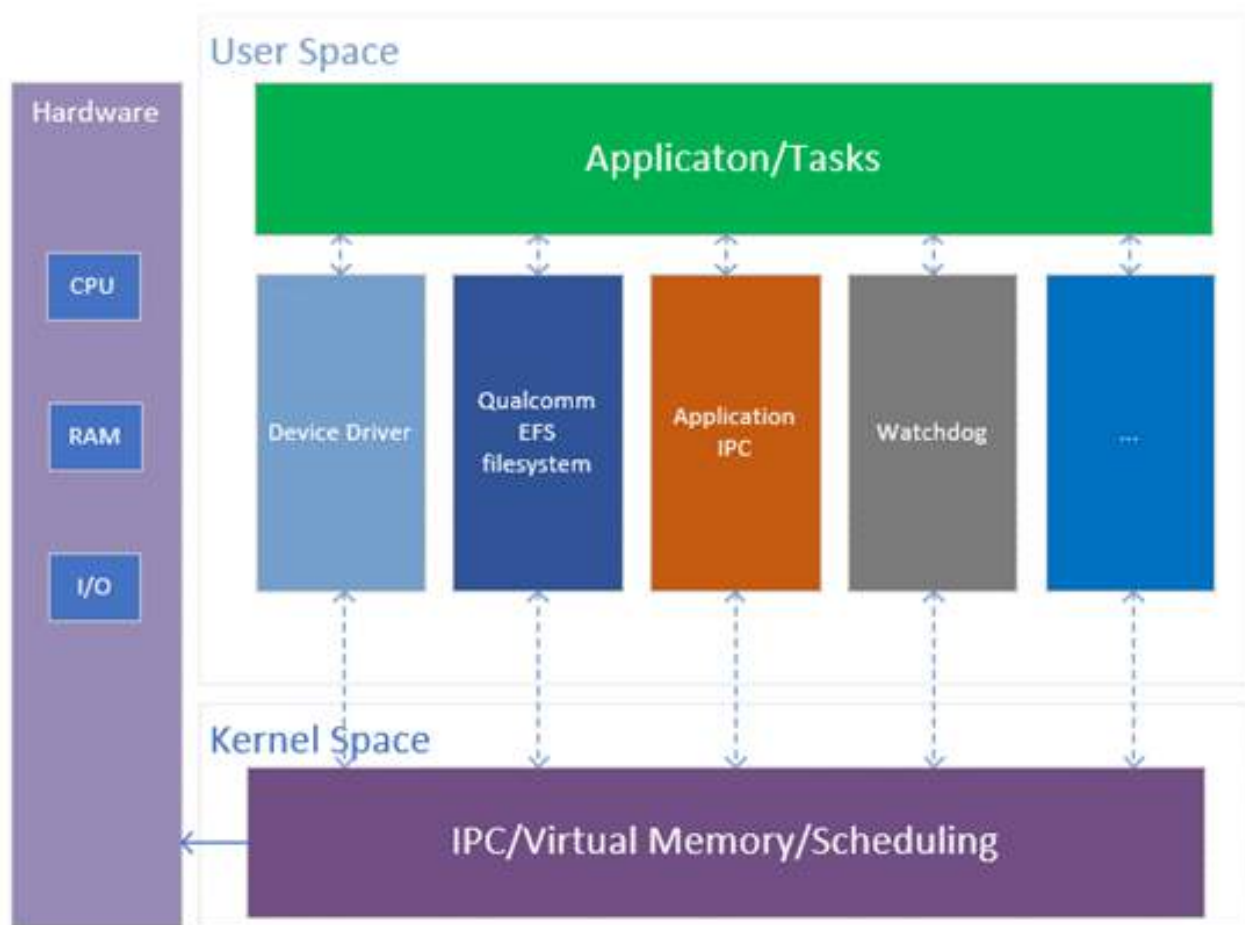 User Space
Hardware
Applicaton/Tasks
CPU
RAM
I/O
Device Driver
Qualcomm
EFS
filesystem
Application
IPC
Watchdog
...
Kernel Space
IPC/Virtual Memory/Scheduling